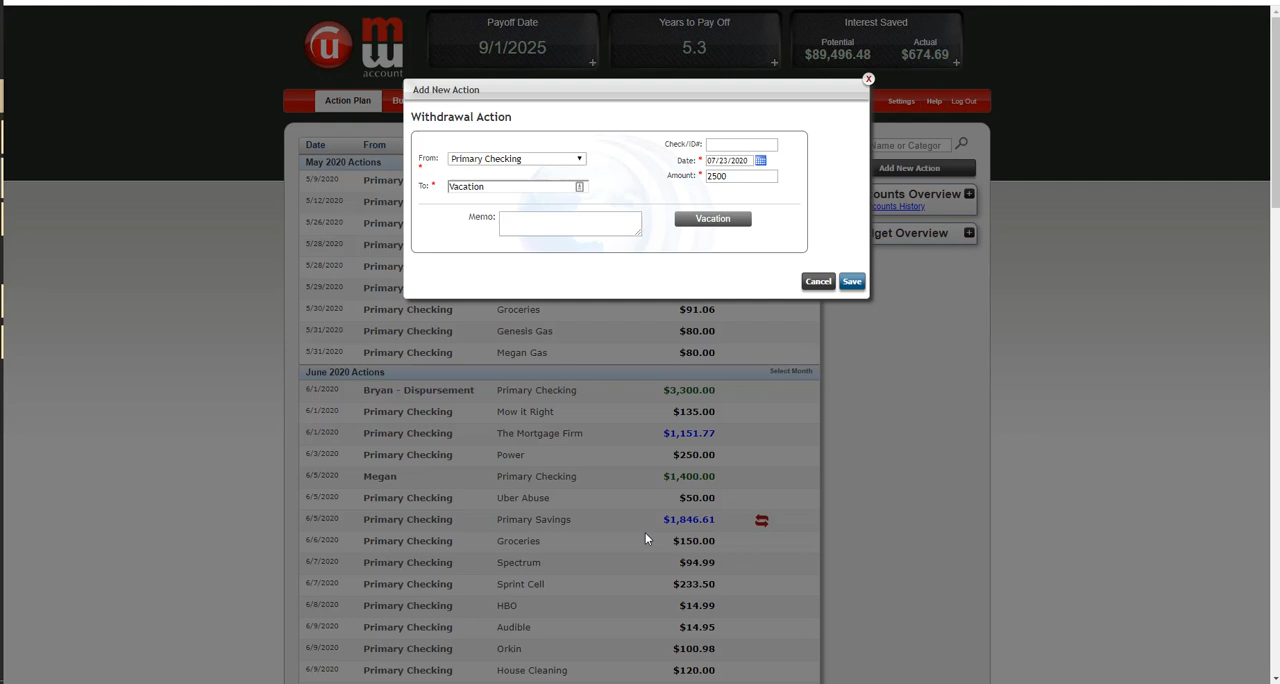 Payoff Date
9/1/2025
+
Years to Pay Off
5.3
+
Interest Saved
Potential
$89,496.48
Actual
$674.69
+
u
mw
account
Action Plan
Settings Help Log Out
Add New Action
X
Withdrawal Action
From: Primary Checking
*
To: * Vacation
Check/ID#:
Date: * 07/23/2020
Amount: * 2500
Memo:
Vacation
Cancel Save
Date From
May 2020 Actions
5/9/2020 Primar
5/12/2020 Primar
5/26/2020 Primar
5/28/2020 Primar
5/28/2020 Primar
5/29/2020 Primar
5/30/2020 Primary Checking Groceries $91.06
5/31/2020 Primary Checking Genesis Gas $80.00
5/31/2020 Primary Checking Megan Gas $80.00
June 2020 Actions Select Month
6/1/2020 Bryan - Dispursement Primary Checking $3,300.00
6/1/2020 Primary Checking Mow it Right $135.00
6/1/2020 Primary Checking The Mortgage Firm $1,151.77
6/3/2020 Primary Checking Power $250.00
6/5/2020 Megan Primary Checking $1,400.00
6/5/2020 Primary Checking Uber Abuse $50.00
6/5/2020 Primary Checking Primary Savings $1,846.61
6/6/2020 Primary Checking Groceries $150.00
6/7/2020 Primary Checking Spectrum $94.99
6/7/2020 Primary Checking Sprint Cell $233.50
6/8/2020 Primary Checking HBO $14.99
6/9/2020 Primary Checking Audible $14.95
6/9/2020 Primary Checking Orkin $100.98
6/9/2020 Primary Checking House Cleaning $120.00
Name or Categor
Add New Action
ounts Overview +
counts History
get Overview +